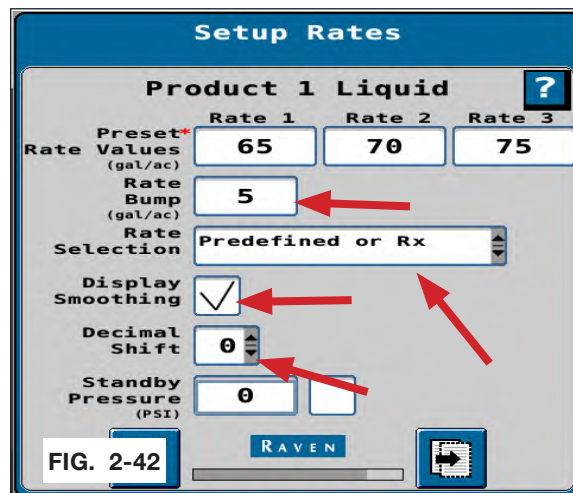 Setup Rates
Product 1 Liquid
?
Rate 1 Rate 2 Rate 3
Preset*
Rate Values
(gal/ac)
65 70 75
Rate
Bump
(gal/ac)
5
Rate
Selection
Predefined or Rx
Display
Smoothing
Decimal
Shift
0
Standby
Pressure
(PSI)
0
FIG. 2-42
RAVEN